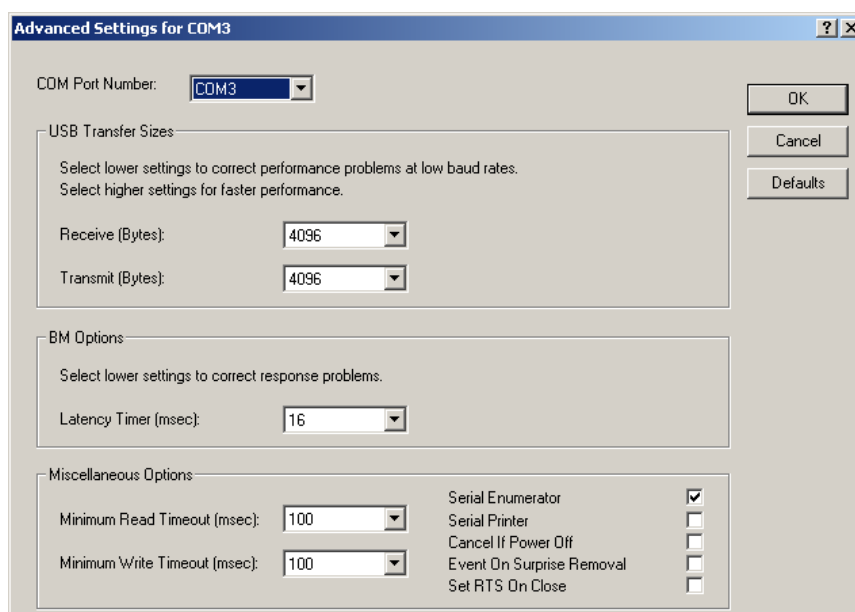 Advanced Settings for COM3
COM Port Number: COM3
OK
Cancel
Defaults
USB Transfer Sizes
Select lower settings to correct performance problems at low baud rates.
Select higher settings for faster performance.
Receive (Bytes): 4096
Transmit (Bytes): 4096
BM Options
Select lower settings to correct response problems.
Latency Timer (msec): 16
Miscellaneous Options
Minimum Read Timeout (msec): 100
Minimum Write Timeout (msec): 100
Serial Enumerator
Serial Printer
Cancel If Power Off
Event On Surprise Removal
Set RTS On Close